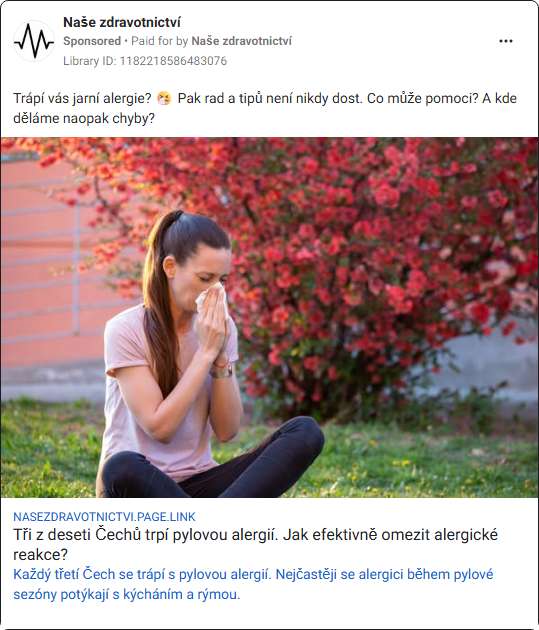 Naše zdravotnictví
Sponsored • Paid for by Naše zdravotnictví
Library ID: 1182218586483076
Trápí vás jarní alergie? 🤧 Pak rad a tipů není nikdy dost. Co může pomoci? A kde
děláme naopak chyby?
NASEZDRAVOTNICTVI.PAGE.LINK
Tři z deseti Čechů trpí pylovou alergií. Jak efektivně omezit alergické
reakce?
Každý třetí Čech se trápí s pylovou alergií. Nejčastěji se alergici během pylové
sezóny potýkají s kýcháním a rýmou.